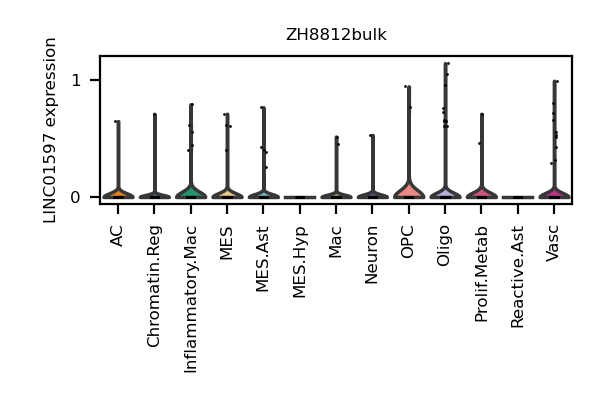 ZH8812bulk
LINC01597 expression
1
0
AC
Chromatin.Reg
Inflammatory.Mac
MES
MES.Ast
MES.Hyp
Mac
Neuron
OPC
Oligo
Prolif.Metab
Reactive.Ast
Vasc